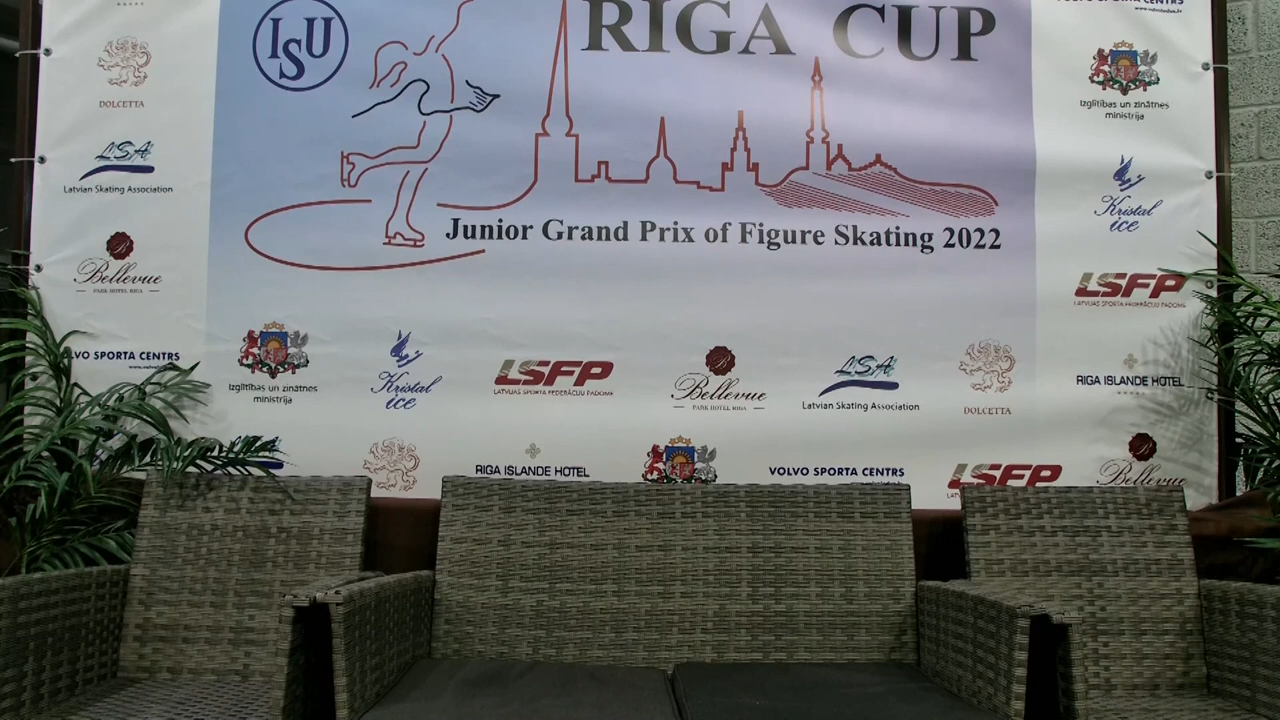 ISU
RIGA CUP
Junior Grand Prix of Figure Skating 2022
DOLCETTA
LSA
Latvian Skating Association
Bellevue
PARK HOTEL RIGA
VOLVO SPORTA CENTRS
SPORTA CENTRS
Izglītības un zinātnes
ministrija
Kristal
ice
LSFP
LATVIJAS SPORTA FEDERĀCIJU PADOME
RIGA ISLANDE HOTEL
Izglītības un zinātnes
ministrija
Kristal
ice
LSFP
LATVIJAS SPORTA FEDERĀCIJU PADOME
Bellevue
PARK HOTEL RIGA
LSA
Latvian Skating Association
DOLCETTA
RIGA ISLANDE HOTEL
VOLVO SPORTA CENTRS
LSFP
Bellevue